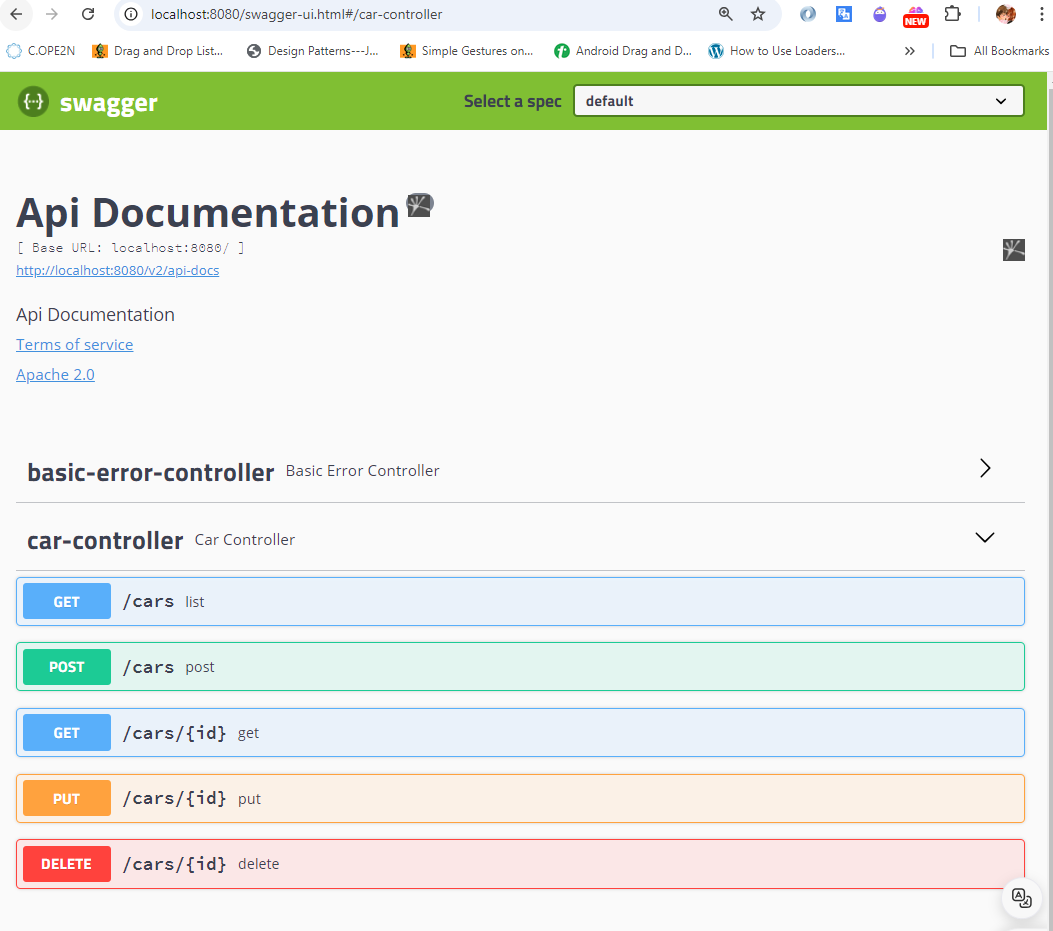 localhost:8080/swagger-ui.html#/car-controller
NEW
C.OPE2N Drag and Drop List... Design Patterns---J... Simple Gestures on... Android Drag and D... How to Use Loaders... » All Bookmarks
{···} swagger Select a spec default
Api Documentation
[ Base URL: localhost:8080/ ]
http://localhost:8080/v2/api-docs
Api Documentation
Terms of service
Apache 2.0
basic-error-controller Basic Error Controller
car-controller Car Controller
GET /cars list
POST /cars post
GET /cars/{id} get
PUT /cars/{id} put
DELETE /cars/{id} delete